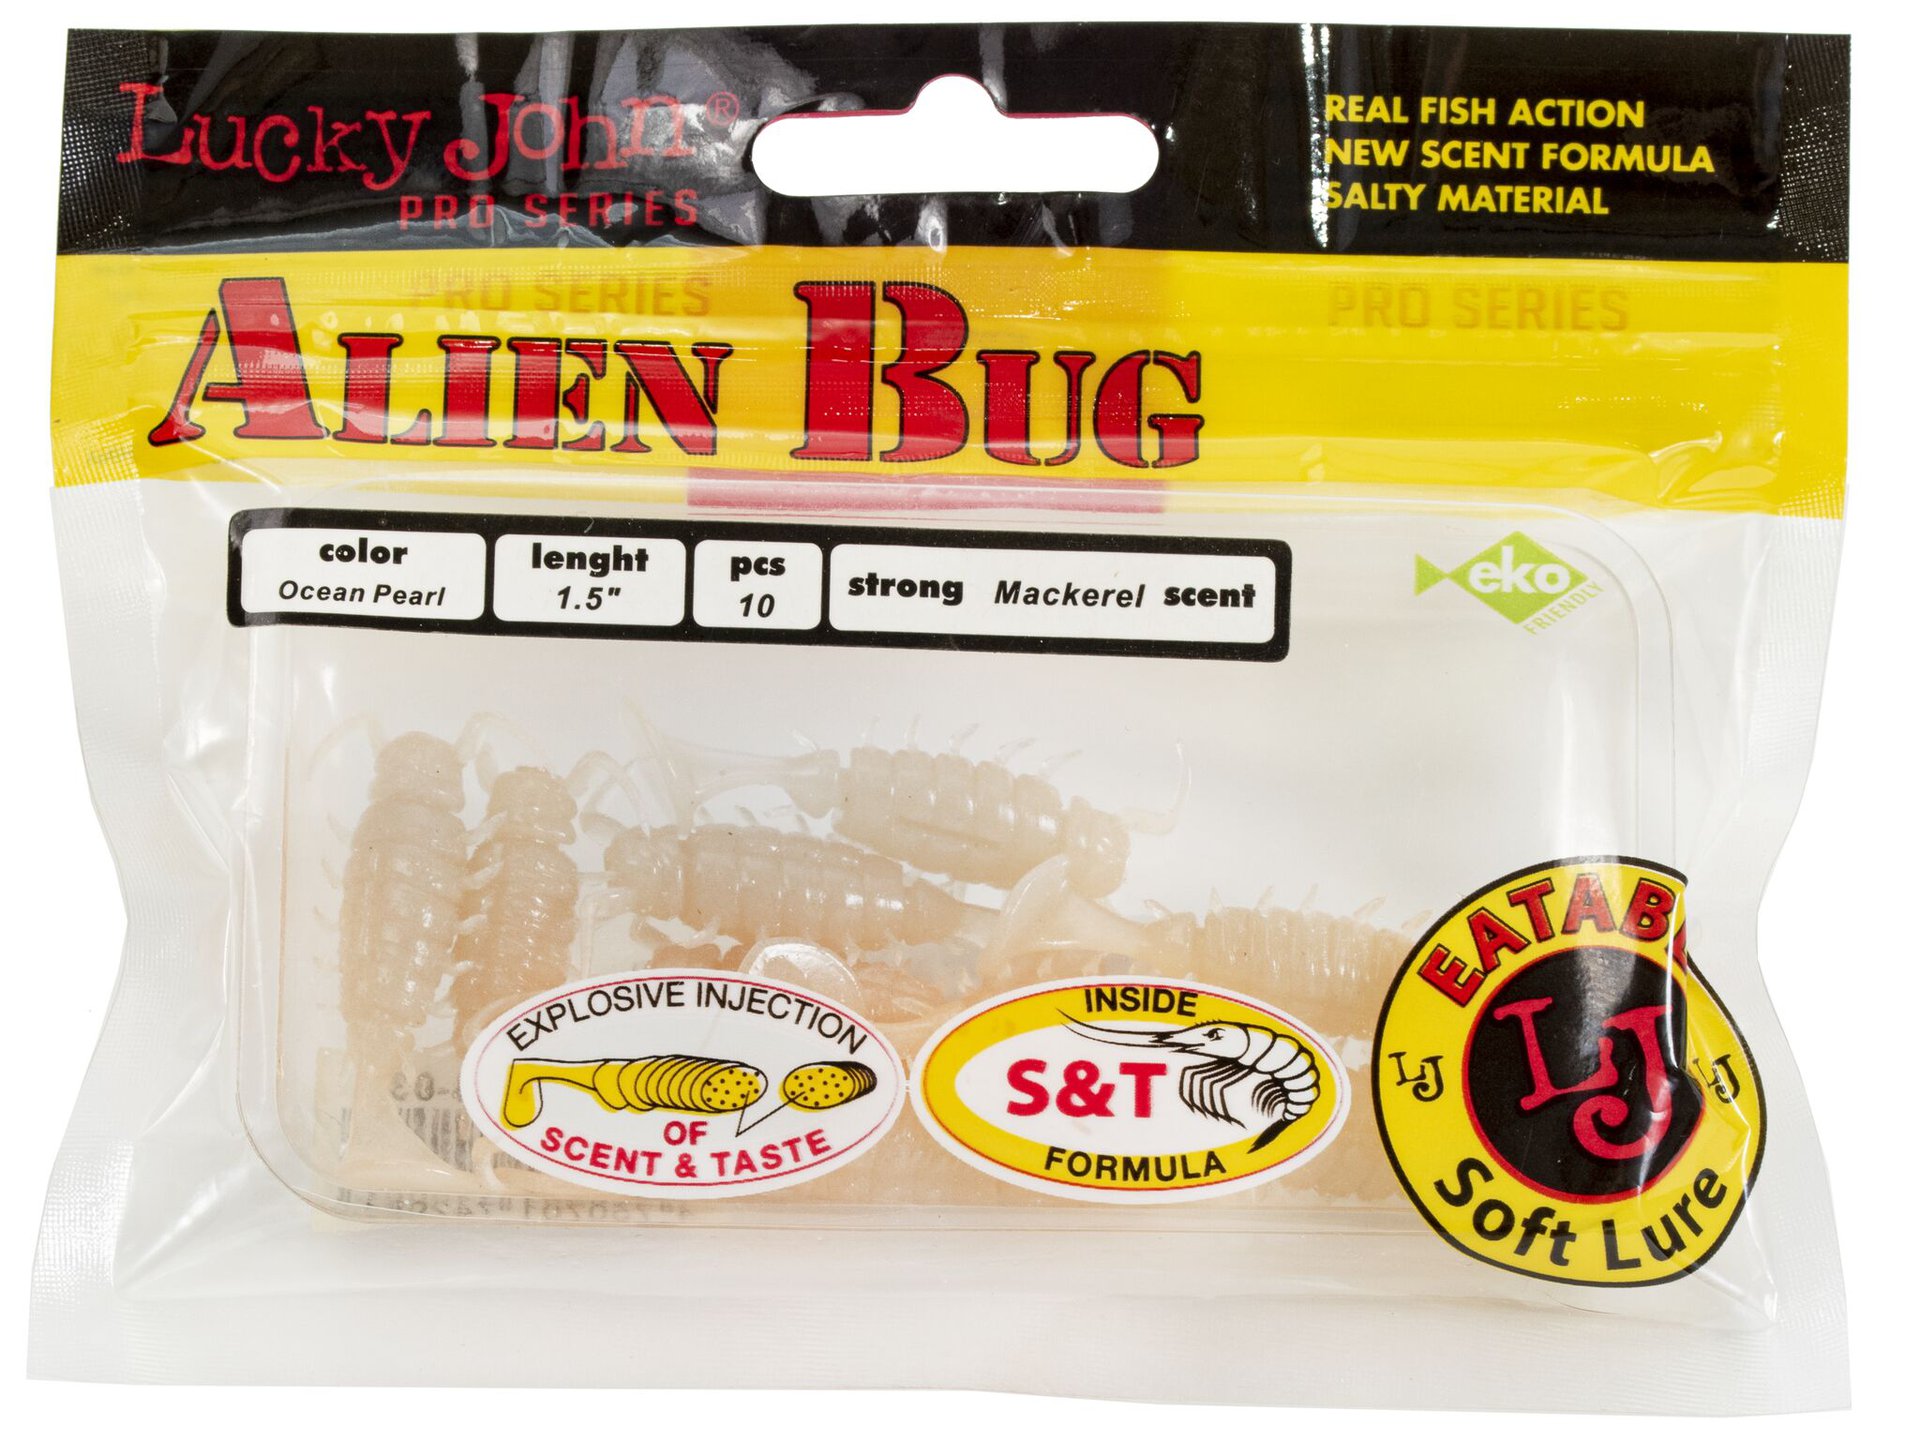 Lucky John®
PRO SERIES
REAL FISH ACTION
NEW SCENT FORMULA
SALTY MATERIAL
PRO SERIES
PRO SERIES
ALIEN BUG
color
Ocean Pearl
lenght
1.5"
pcs
10
strong Mackerel scent
eko
FRIENDLY
EXPLOSIVE INJECTION
OF
SCENT & TASTE
INSIDE
S&T
FORMULA
LJ
LJ
LJ
Soft Lure